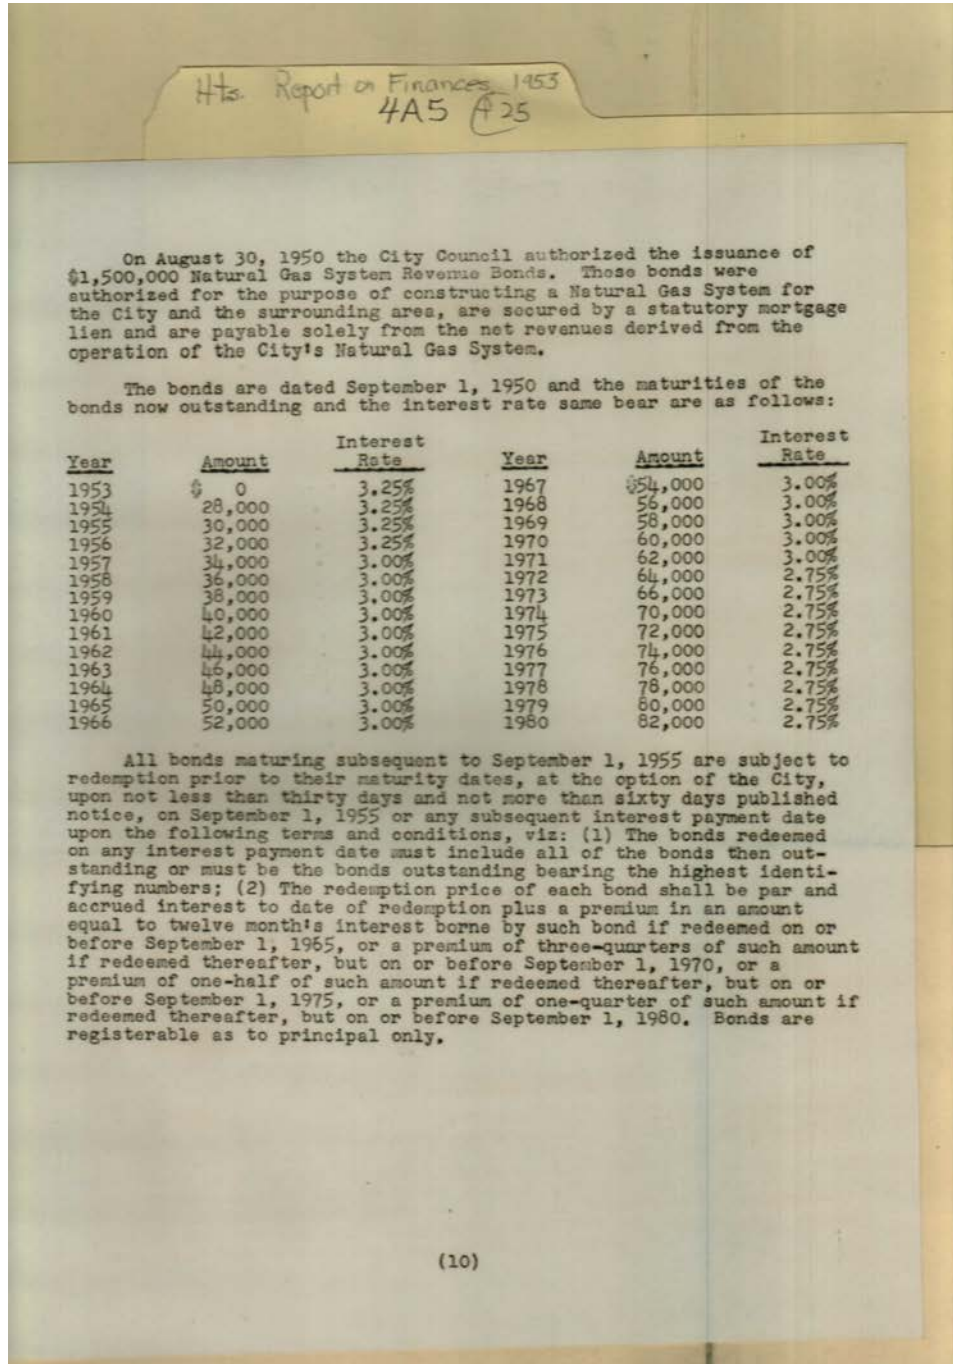 Hts. Report on Finances 1953
4A5 P25
On August 30, 1950 the City Council authorized the issuance of
$1,500,000 Natural Gas System Revenue Bonds. These bonds were
authorized for the purpose of constructing a Natural Gas System for
the City and the surrounding area, are secured by a statutory mortgage
lien and are payable solely from the net revenues derived from the
operation of the City's Natural Gas System.
The bonds are dated September 1, 1950 and the maturities of the
bonds now outstanding and the interest rate same bear are as follows:
Interest Interest
Year Amount Rate Year Amount Rate
1953 $ 0 3.25% 1967 $54,000 3.00%
1954 28,000 3.25% 1968 56,000 3.00%
1955 30,000 3.25% 1969 58,000 3.00%
1956 32,000 3.25% 1970 60,000 3.00%
1957 34,000 3.00% 1971 62,000 3.00%
1958 36,000 3.00% 1972 64,000 2.75%
1959 38,000 3.00% 1973 66,000 2.75%
1960 40,000 3.00% 1974 70,000 2.75%
1961 42,000 3.00% 1975 72,000 2.75%
1962 44,000 3.00% 1976 74,000 2.75%
1963 46,000 3.00% 1977 76,000 2.75%
1964 48,000 3.00% 1978 78,000 2.75%
1965 50,000 3.00% 1979 80,000 2.75%
1966 52,000 3.00% 1980 82,000 2.75%
All bonds maturing subsequent to September 1, 1955 are subject to
redemption prior to their maturity dates, at the option of the City,
upon not less than thirty days and not more than sixty days published
notice, on September 1, 1955 or any subsequent interest payment date
upon the following terms and conditions, viz: (1) The bonds redeemed
on any interest payment date must include all of the bonds then out-
standing or must be the bonds outstanding bearing the highest identi-
fying numbers; (2) The redemption price of each bond shall be par and
accrued interest to date of redemption plus a premium in an amount
equal to twelve month's interest borne by such bond if redeemed on or
before September 1, 1965, or a premium of three-quarters of such amount
if redeemed thereafter, but on or before September 1, 1970, or a
premium of one-half of such amount if redeemed thereafter, but on or
before September 1, 1975, or a premium of one-quarter of such amount if
redeemed thereafter, but on or before September 1, 1980. Bonds are
registerable as to principal only.
(10)